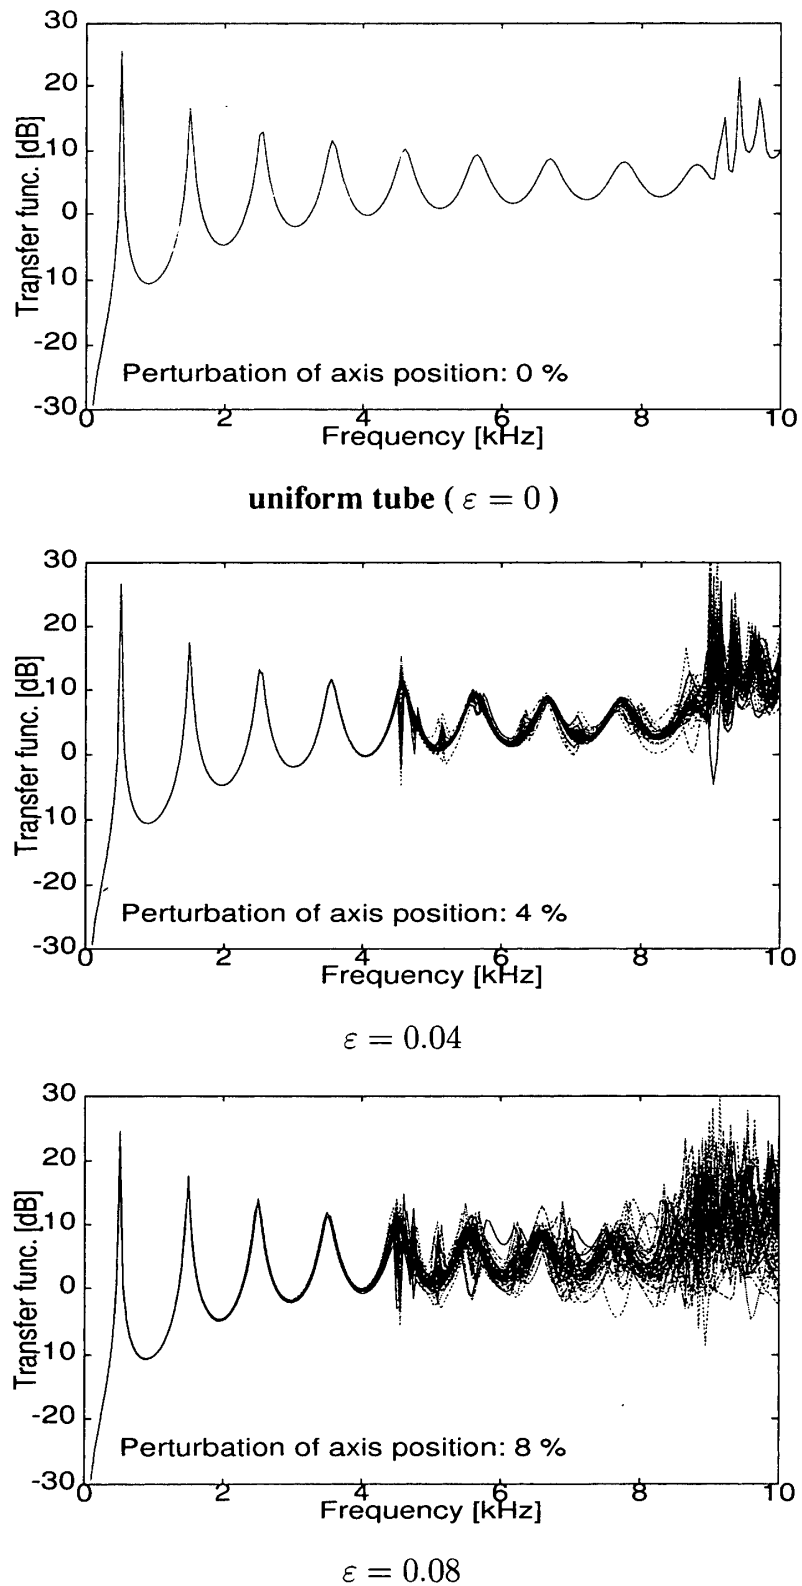 30
20
10
0
-10
-20
-30
Transfer func. [dB]
Perturbation of axis position: 0 %
0 2 4 6 8 10
Frequency [kHz]
uniform tube ( ε = 0 )
30
20
10
0
-10
-20
-30
Transfer func. [dB]
Perturbation of axis position: 4 %
0 2 4 6 8 10
Frequency [kHz]
ε = 0.04
30
20
10
0
-10
-20
-30
Transfer func. [dB]
Perturbation of axis position: 8 %
0 2 4 6 8 10
Frequency [kHz]
ε = 0.08